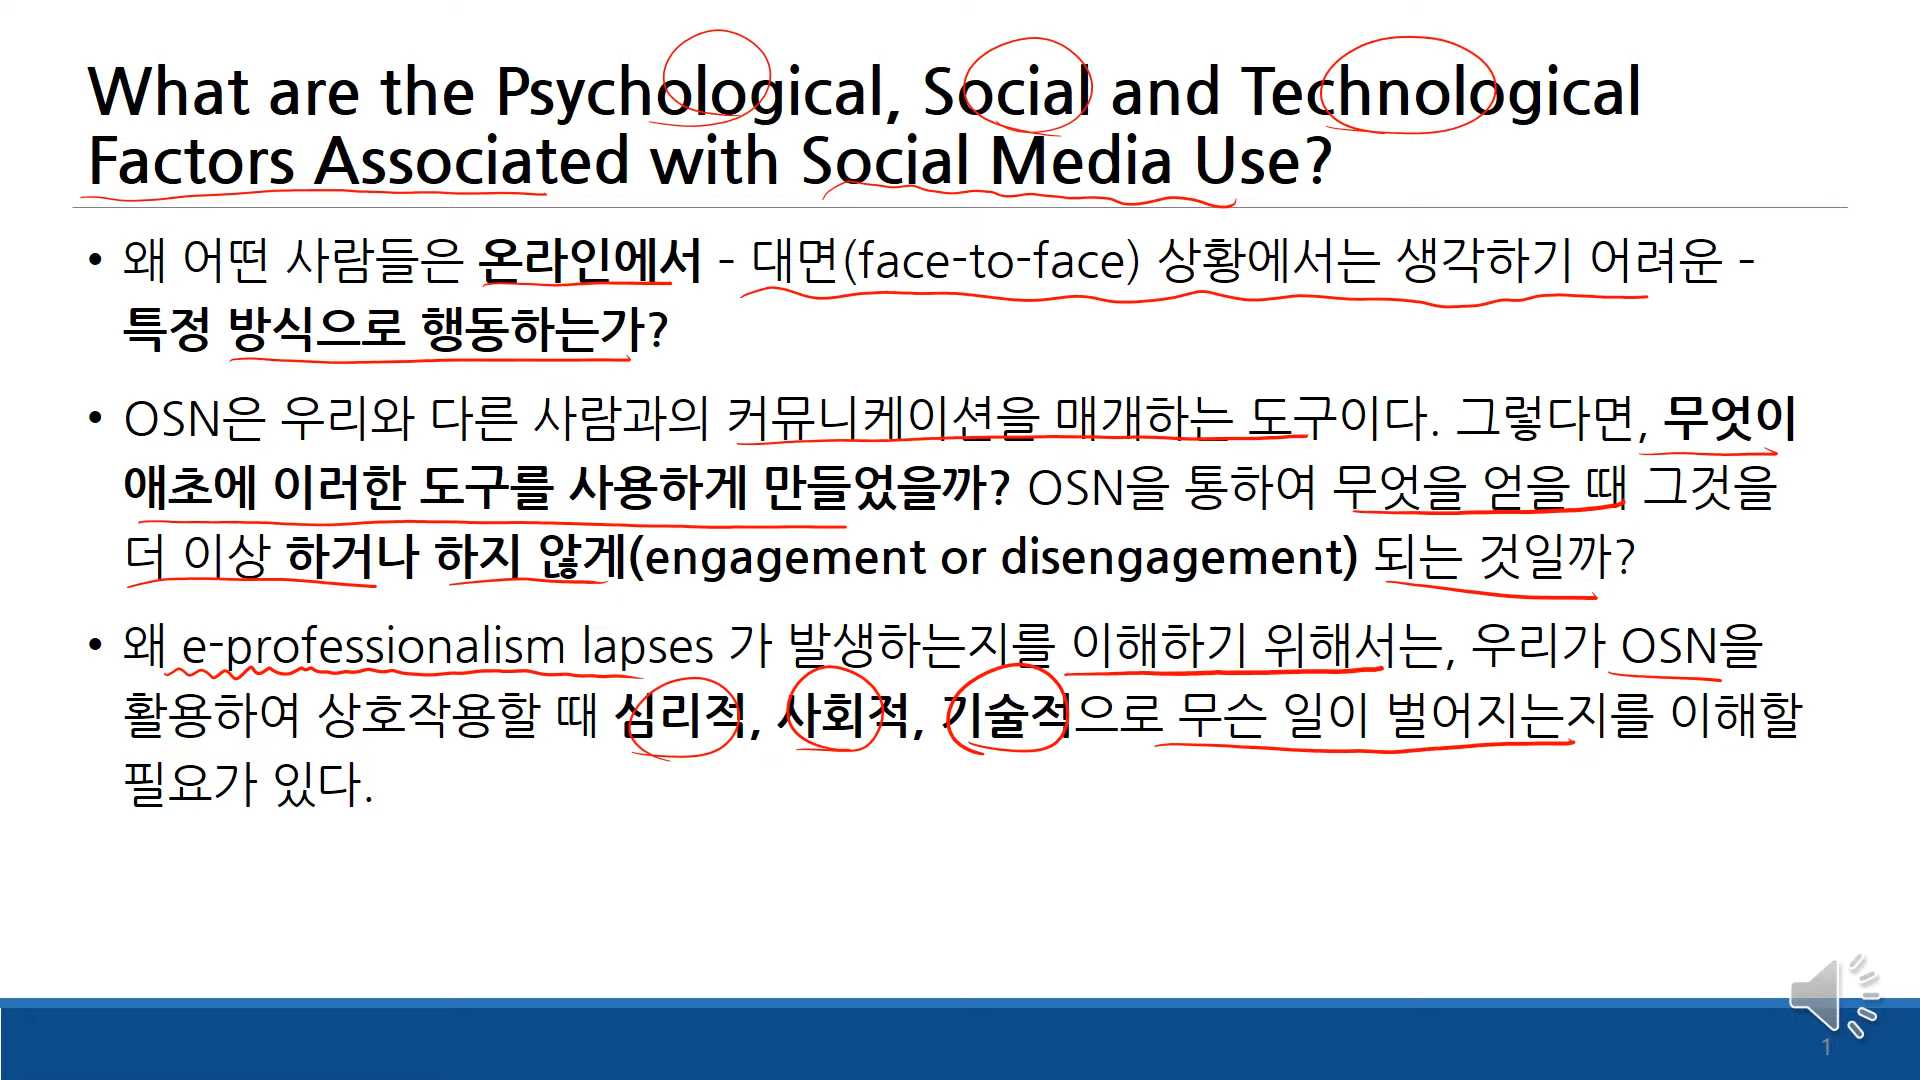 What are the Psychological, Social and Technological
Factors Associated with Social Media Use?
• 왜 어떤 사람들은 온라인에서 - 대면(face-to-face) 상황에서는 생각하기 어려운 -
특정 방식으로 행동하는가?
• OSN은 우리와 다른 사람과의 커뮤니케이션을 매개하는 도구이다. 그렇다면, 무엇이
애초에 이러한 도구를 사용하게 만들었을까? OSN을 통하여 무엇을 얻을 때 그것을
더 이상 하거나 하지 않게(engagement or disengagement) 되는 것일까?
• 왜 e-professionalism lapses 가 발생하는지를 이해하기 위해서는, 우리가 OSN을
활용하여 상호작용할 때 심리적, 사회적, 기술적으로 무슨 일이 벌어지는지를 이해할
필요가 있다.
1